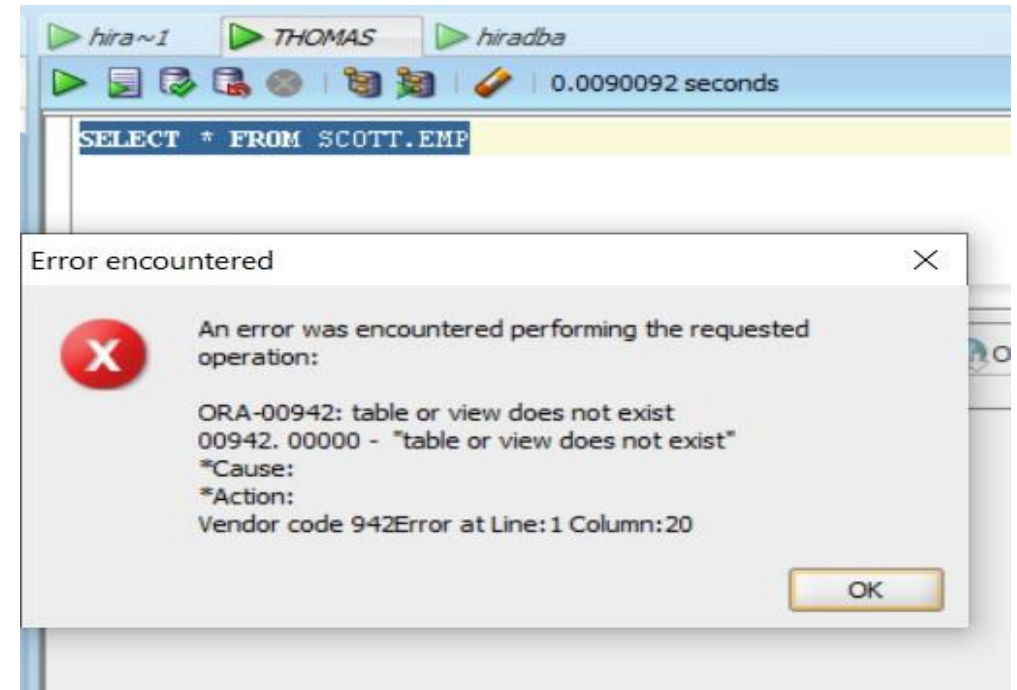 hira~1 THOMAS hiradba
0.0090092 seconds
SELECT * FROM SCOTT.EMP
Error encountered
An error was encountered performing the requested
operation:
ORA-00942: table or view does not exist
00942. 00000 - "table or view does not exist"
*Cause:
*Action:
Vendor code 942Error at Line:1 Column:20
OK